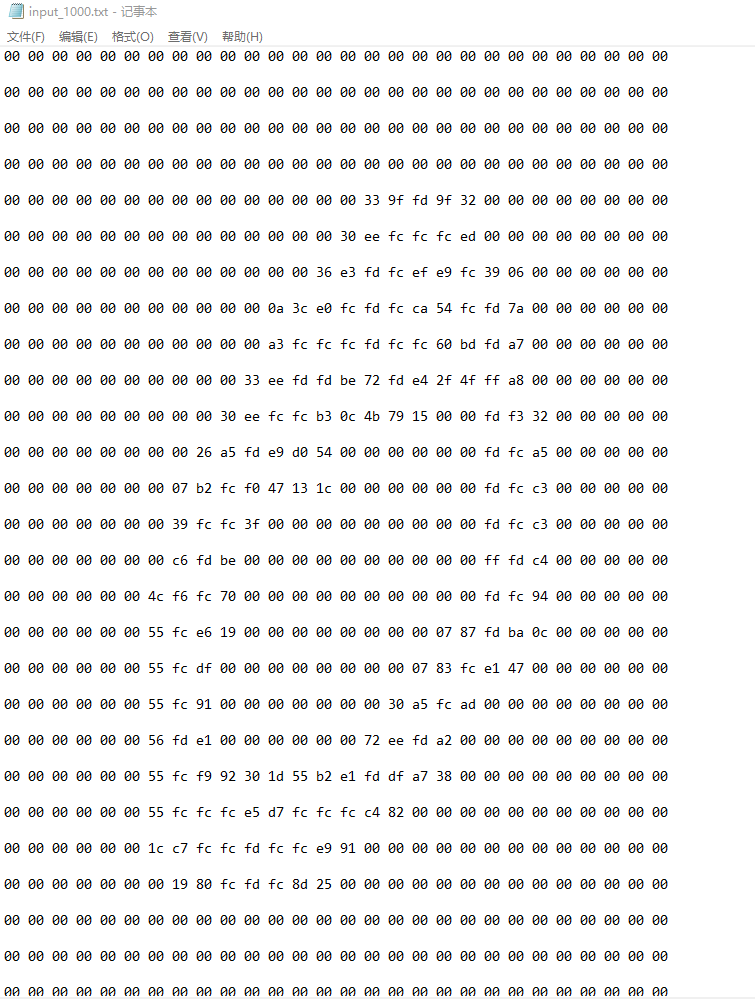 input_1000.txt - 记事本
文件(F) 编辑(E) 格式(O) 查看(V) 帮助(H)
00 00 00 00 00 00 00 00 00 00 00 00 00 00 00 00 00 00 00 00 00 00 00 00 00 00 00 00
00 00 00 00 00 00 00 00 00 00 00 00 00 00 00 00 00 00 00 00 00 00 00 00 00 00 00 00
00 00 00 00 00 00 00 00 00 00 00 00 00 00 00 00 00 00 00 00 00 00 00 00 00 00 00 00
00 00 00 00 00 00 00 00 00 00 00 00 00 00 00 00 00 00 00 00 00 00 00 00 00 00 00 00
00 00 00 00 00 00 00 00 00 00 00 00 00 00 00 33 9f fd 9f 32 00 00 00 00 00 00 00 00
00 00 00 00 00 00 00 00 00 00 00 00 00 00 30 ee fc fc fc ed 00 00 00 00 00 00 00 00
00 00 00 00 00 00 00 00 00 00 00 00 00 36 e3 fd fc ef e9 fc 39 06 00 00 00 00 00 00
00 00 00 00 00 00 00 00 00 00 00 0a 3c e0 fc fd fc ca 54 fc fd 7a 00 00 00 00 00 00
00 00 00 00 00 00 00 00 00 00 00 a3 fc fc fc fd fc fc 60 bd fd a7 00 00 00 00 00 00
00 00 00 00 00 00 00 00 00 00 33 ee fd fd be 72 fd e4 2f 4f ff a8 00 00 00 00 00 00
00 00 00 00 00 00 00 00 00 30 ee fc fc b3 0c 4b 79 15 00 00 fd f3 32 00 00 00 00 00
00 00 00 00 00 00 00 00 26 a5 fd e9 d0 54 00 00 00 00 00 00 fd fc a5 00 00 00 00 00
00 00 00 00 00 00 00 07 b2 fc f0 47 13 1c 00 00 00 00 00 00 fd fc c3 00 00 00 00 00
00 00 00 00 00 00 00 39 fc fc 3f 00 00 00 00 00 00 00 00 00 fd fc c3 00 00 00 00 00
00 00 00 00 00 00 00 c6 fd be 00 00 00 00 00 00 00 00 00 00 ff fd c4 00 00 00 00 00
00 00 00 00 00 00 4c f6 fc 70 00 00 00 00 00 00 00 00 00 00 fd fc 94 00 00 00 00 00
00 00 00 00 00 00 55 fc e6 19 00 00 00 00 00 00 00 00 07 87 fd ba 0c 00 00 00 00 00
00 00 00 00 00 00 55 fc df 00 00 00 00 00 00 00 00 07 83 fc e1 47 00 00 00 00 00 00
00 00 00 00 00 00 55 fc 91 00 00 00 00 00 00 00 30 a5 fc ad 00 00 00 00 00 00 00 00
00 00 00 00 00 00 56 fd e1 00 00 00 00 00 00 72 ee fd a2 00 00 00 00 00 00 00 00 00
00 00 00 00 00 00 55 fc f9 92 30 1d 55 b2 e1 fd df a7 38 00 00 00 00 00 00 00 00 00
00 00 00 00 00 00 55 fc fc fc e5 d7 fc fc fc c4 82 00 00 00 00 00 00 00 00 00 00 00
00 00 00 00 00 00 1c c7 fc fc fd fc fc e9 91 00 00 00 00 00 00 00 00 00 00 00 00 00
00 00 00 00 00 00 00 19 80 fc fd fc 8d 25 00 00 00 00 00 00 00 00 00 00 00 00 00 00
00 00 00 00 00 00 00 00 00 00 00 00 00 00 00 00 00 00 00 00 00 00 00 00 00 00 00 00
00 00 00 00 00 00 00 00 00 00 00 00 00 00 00 00 00 00 00 00 00 00 00 00 00 00 00 00
00 00 00 00 00 00 00 00 00 00 00 00 00 00 00 00 00 00 00 00 00 00 00 00 00 00 00 00